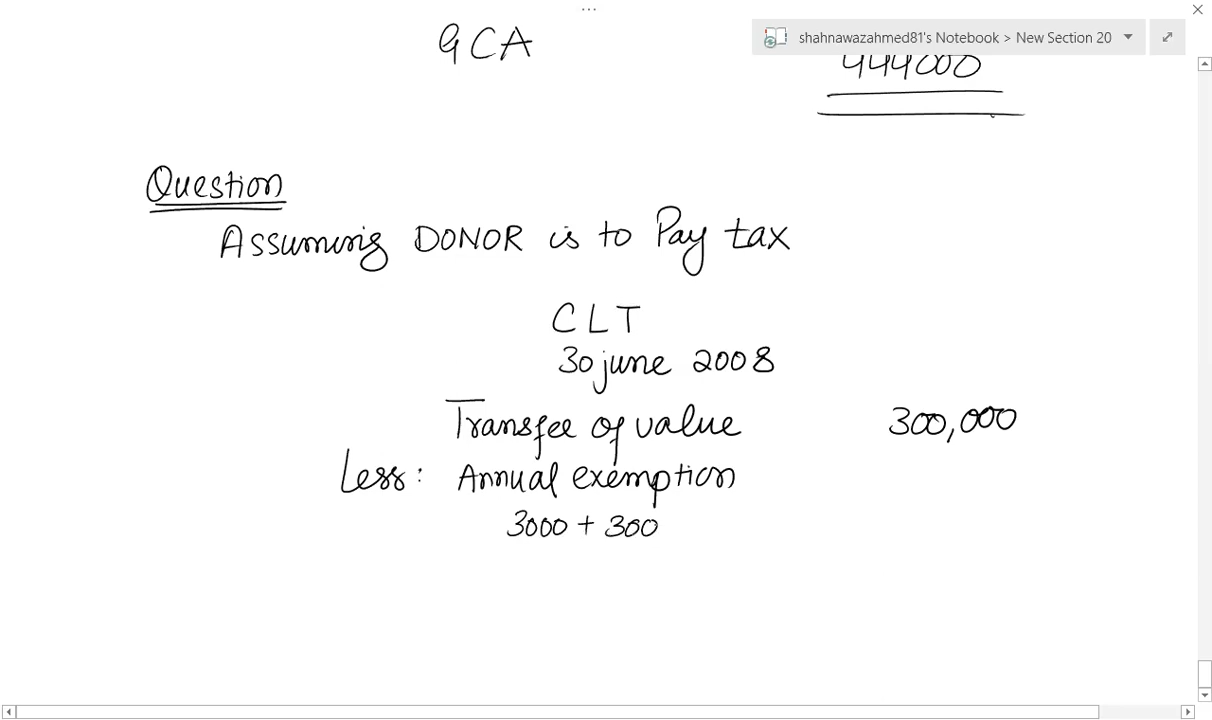 GCA
shahnawazahmed81's Notebook > New Section 20
444000
Question
Assuming DONOR is to Pay tax
CLT
30 june 2008
Transfee of value 300,000
Less: Annual exemption
3000 + 300